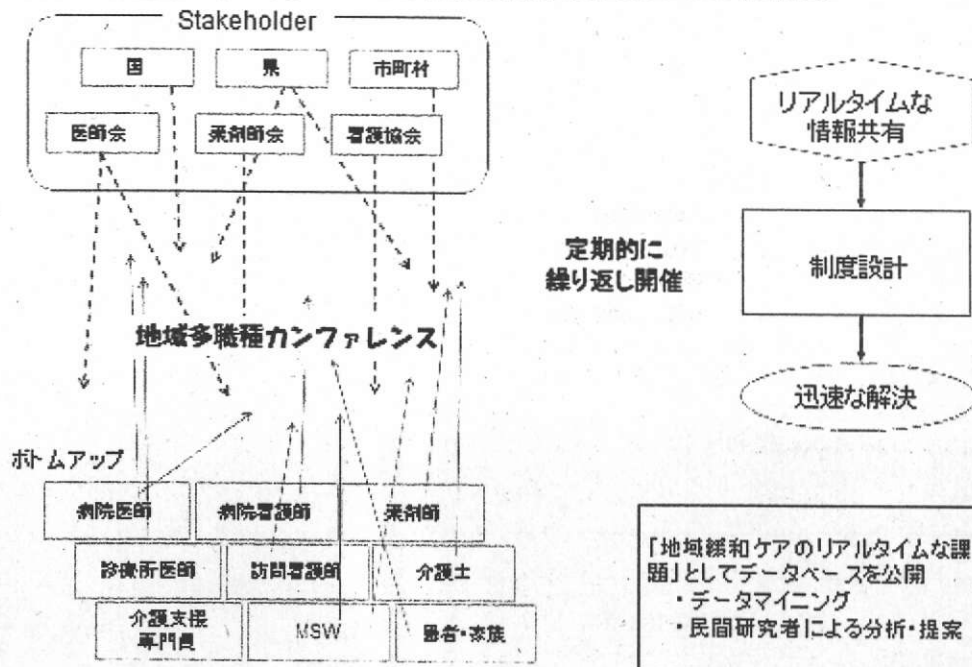 Stakeholder
国
県
市町村
医師会
薬剤師会
看護協会
地域多職種カンファレンス
定期的に
繰り返し開催
リアルタイムな
情報共有
制度設計
迅速な解決
ボトムアップ
病院医師
病院看護師
薬剤師
診療所医師
訪問看護師
介護士
介護支援
専門員
MSW
患者・家族
「地域緩和ケアのリアルタイムな課
題」としてデータベースを公開
・データマイニング
・民間研究者による分析・提案